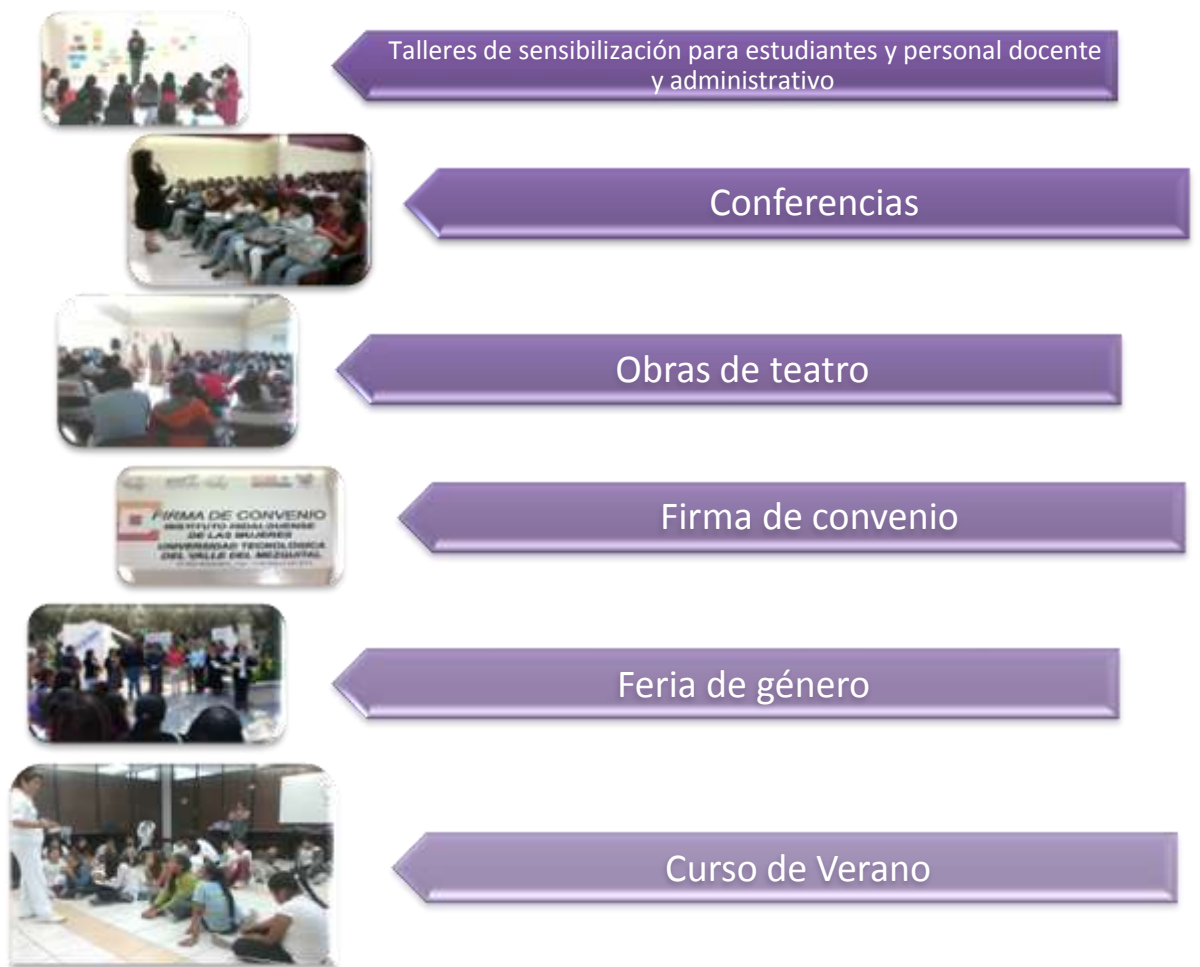 Talleres de sensibilización para estudiantes y personal docente
y administrativo
Conferencias
Obras de teatro
Firma de convenio
FIRMA DE CONVENIO
INSTITUTO HIDALGUENSE
DE LAS MUJERES
UNIVERSIDAD TECNOLÓGICA
DEL VALLE DEL MEZQUITAL
Feria de género
Curso de Verano